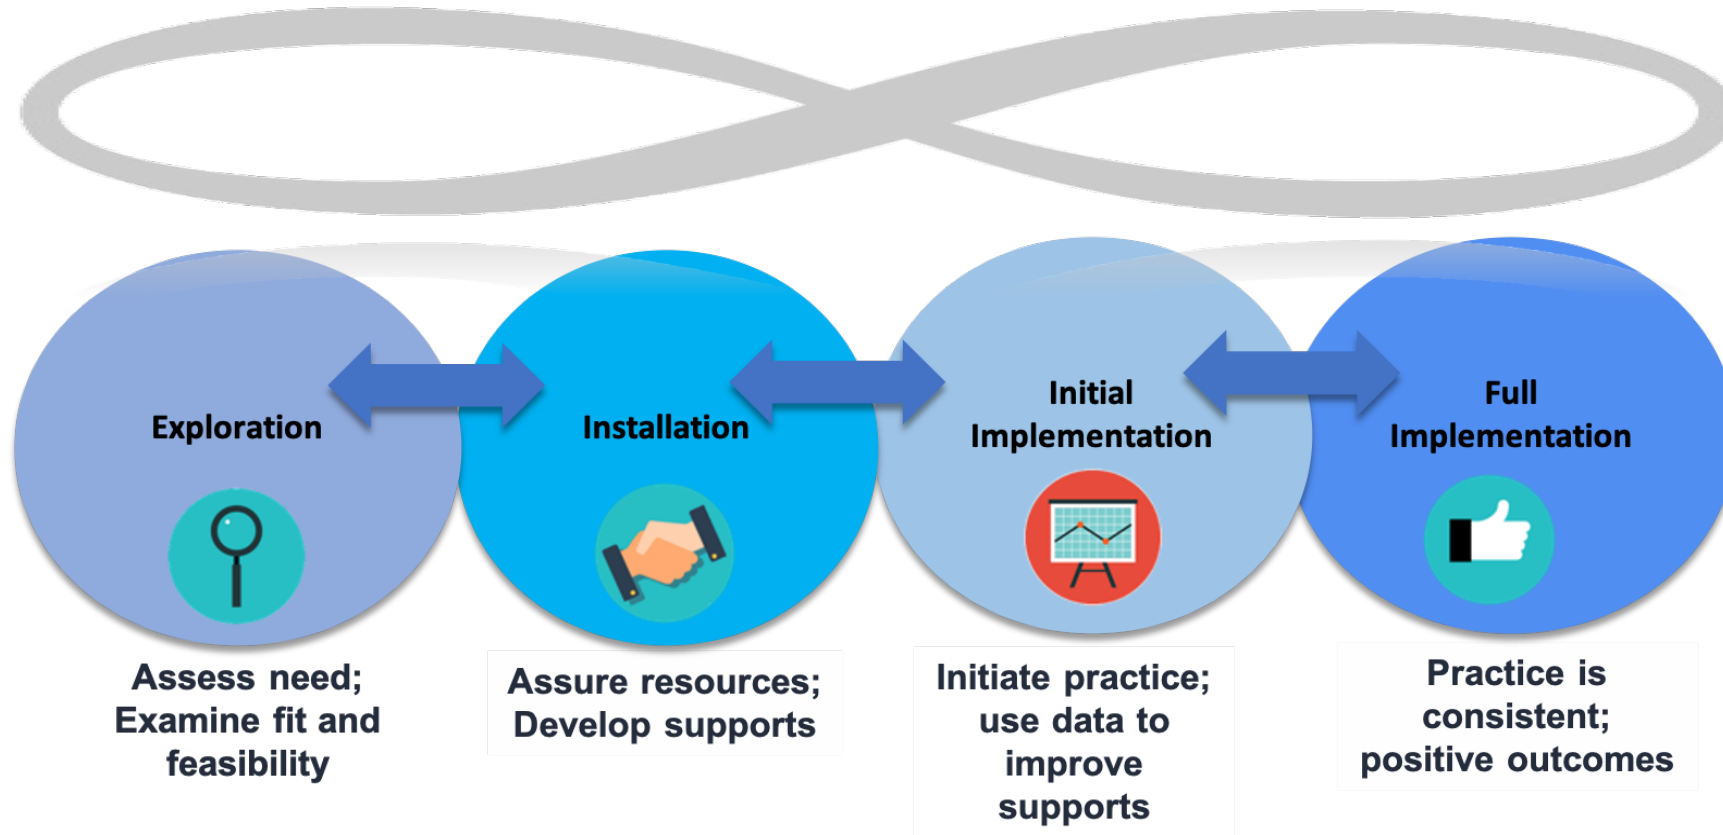 Exploration
Installation
Initial
Implementation
Full
Implementation
Assess need;
Examine fit and
feasibility
Assure resources;
Develop supports
Initiate practice;
use data to
improve
supports
Practice is
consistent;
positive outcomes